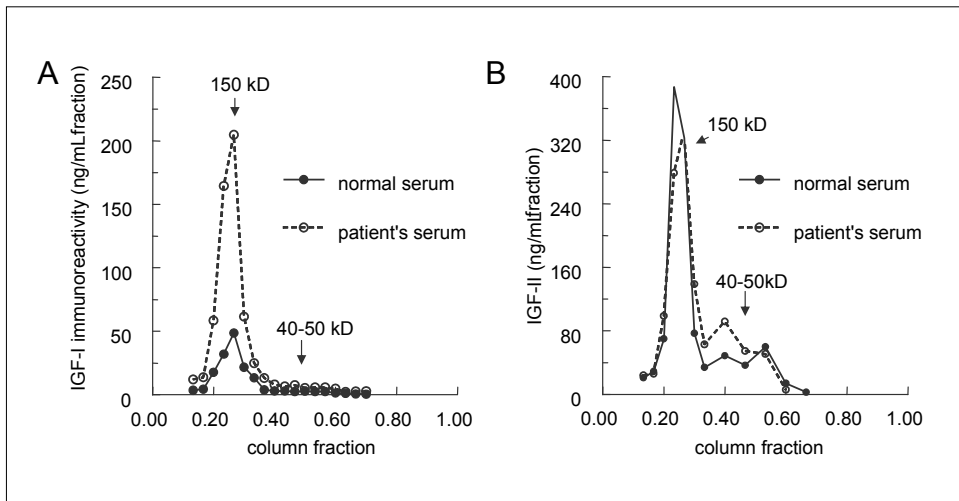 A
IGF-I immunoreactivity (ng/mLfraction)
250
200
150
100
50
0
150 kD
normal serum
patient's serum
40-50 kD
0.00 0.20 0.40 0.60 0.80 1.00
column fraction
B
IGF-II (ng/mLfraction)
400
320
240
160
80
0
150 kD
normal serum
patient's serum
40-50kD
0.00 0.20 0.40 0.60 0.80 1.00
column fraction